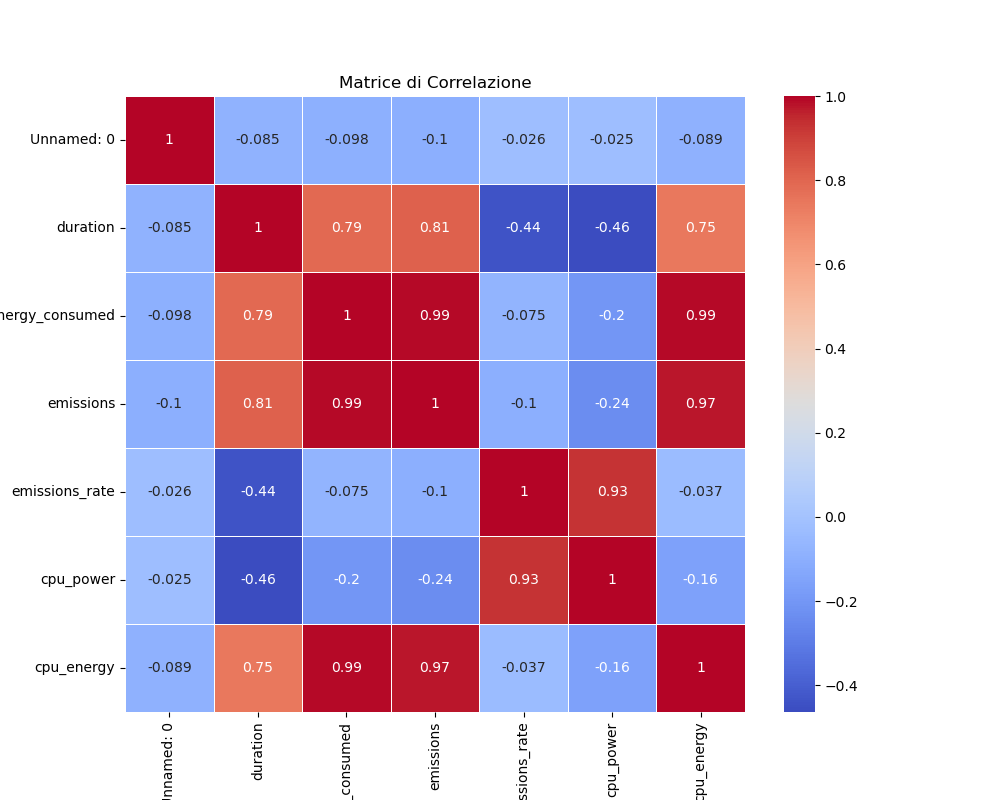 Matrice di Correlazione
Unnamed: 0 1 -0.085 -0.098 -0.1 -0.026 -0.025 -0.089
duration -0.085 1 0.79 0.81 -0.44 -0.46 0.75
nergy_consumed -0.098 0.79 1 0.99 -0.075 -0.2 0.99
emissions -0.1 0.81 0.99 1 -0.1 -0.24 0.97
emissions_rate -0.026 -0.44 -0.075 -0.1 1 0.93 -0.037
cpu_power -0.025 -0.46 -0.2 -0.24 0.93 1 -0.16
cpu_energy -0.089 0.75 0.99 0.97 -0.037 -0.16 1
Unnamed: 0
duration
_consumed
emissions
ssions_rate
cpu_power
cpu_energy
1.0
0.8
0.6
0.4
0.2
0.0
−0.2
−0.4